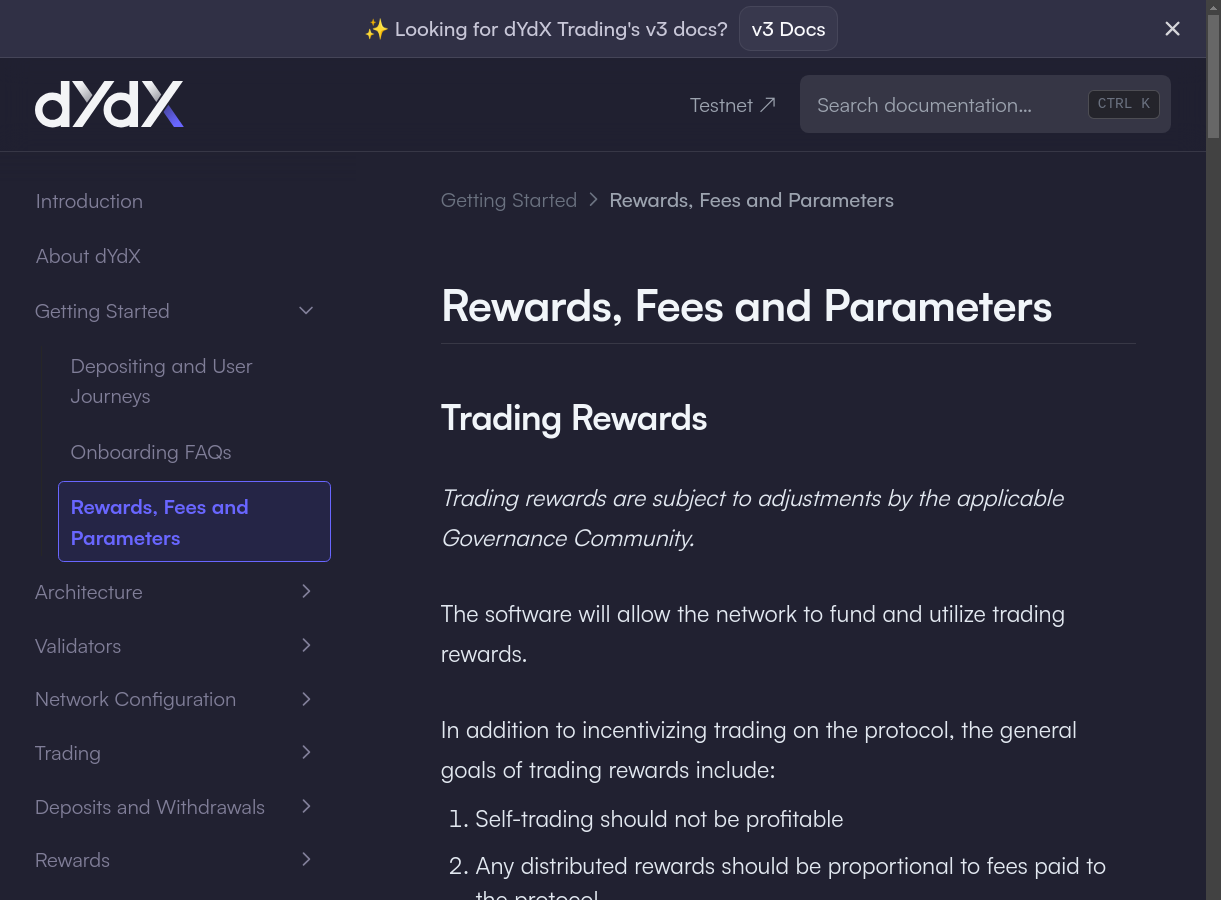 ✨ Looking for dYdX Trading's v3 docs? v3 Docs
dYdX
Testnet
Search documentation…
CTRL K
Introduction
About dYdX
Getting Started
Depositing and User
Journeys
Onboarding FAQs
Rewards, Fees and
Parameters
Architecture
Validators
Network Configuration
Trading
Deposits and Withdrawals
Rewards
Getting Started > Rewards, Fees and Parameters
Rewards, Fees and Parameters
Trading Rewards
Trading rewards are subject to adjustments by the applicable
Governance Community.
The software will allow the network to fund and utilize trading
rewards.
In addition to incentivizing trading on the protocol, the general
goals of trading rewards include:
1. Self-trading should not be profitable
2. Any distributed rewards should be proportional to fees paid to
the protocol